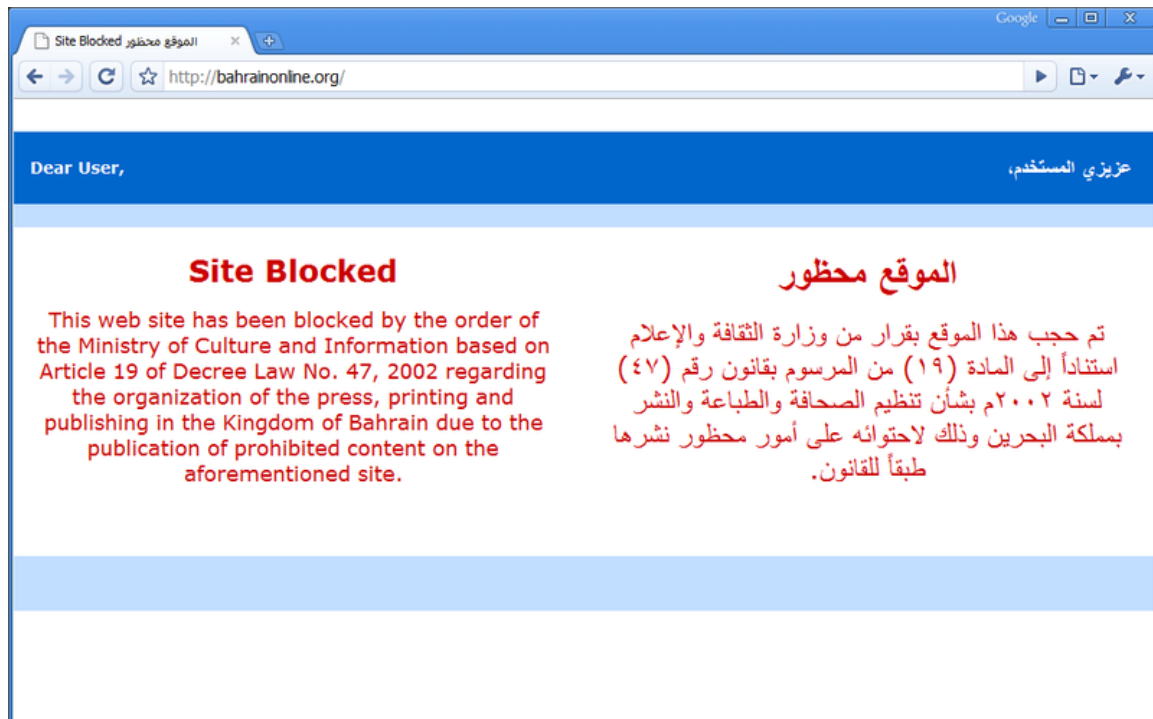 Google
Site Blocked الموقع محظور
http://bahrainonline.org/
Dear User,
عزيزي المستخدم،
Site Blocked
This web site has been blocked by the order of
the Ministry of Culture and Information based on
Article 19 of Decree Law No. 47, 2002 regarding
the organization of the press, printing and
publishing in the Kingdom of Bahrain due to the
publication of prohibited content on the
aforementioned site.
الموقع محظور
تم حجب هذا الموقع بقرار من وزارة الثقافة والإعلام
استناداً إلى المادة (١٩) من المرسوم بقانون رقم (٤٧)
لسنة ٢٠٠٢م بشأن تنظيم الصحافة والطباعة والنشر
بمملكة البحرين وذلك لاحتوائه على أمور محظور نشرها
طبقاً للقانون.